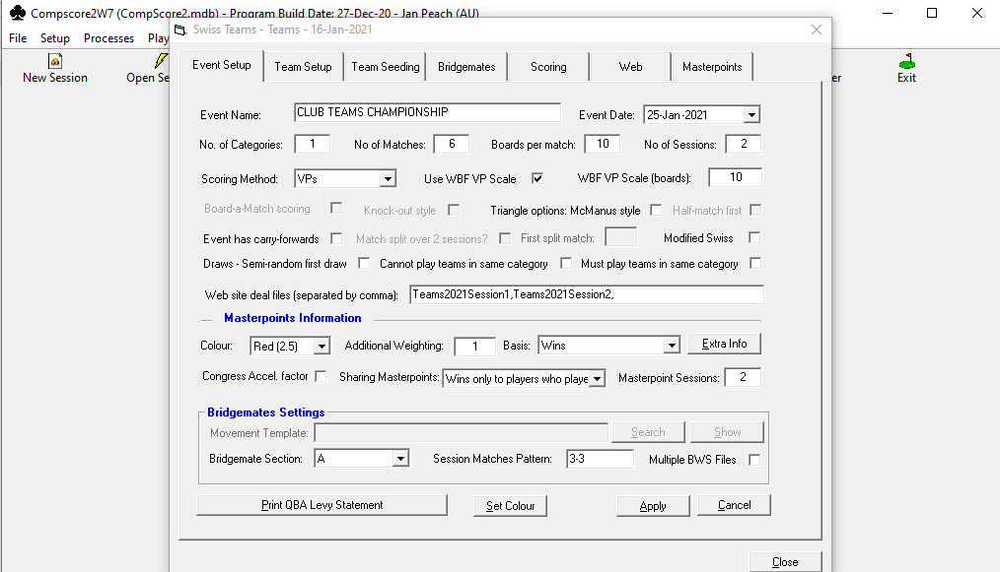 Compscore2W7 (CompScore2.mdb) - Program Build Date: 27-Dec-20 - Jan Peach (AU)
File Setup Processes Play
Swiss Teams - Teams - 16-Jan-2021
New Session Open Se er Exit
Event Setup Team Setup Team Seeding Bridgemates Scoring Web Masterpoints
Event Name: CLUB TEAMS CHAMPIONSHIP Event Date: 25-Jan-2021
No. of Categories: 1 No of Matches: 6 Boards per match: 10 No of Sessions: 2
Scoring Method: VPs Use WBF VP Scale WBF VP Scale (boards): 10
Board-a-Match scoring Knock-out style Triangle options: McManus style Half-match first
Event has carry-forwards Match split over 2 sessions? First split match: Modified Swiss
Draws - Semi-random first draw Cannot play teams in same category Must play teams in same category
Web site deal files (separated by comma): Teams2021Session1,Teams2021Session2,
Masterpoints Information
Colour: Red (2.5) Additional Weighting: 1 Basis: Wins Extra Info
Congress Accel. factor Sharing Masterpoints: Wins only to players who playe Masterpoint Sessions: 2
Bridgemates Settings
Movement Template: Search Show
Bridgemate Section: A Session Matches Pattern: 3-3 Multiple BWS Files
Print QBA Levy Statement Set Colour Apply Cancel
Close